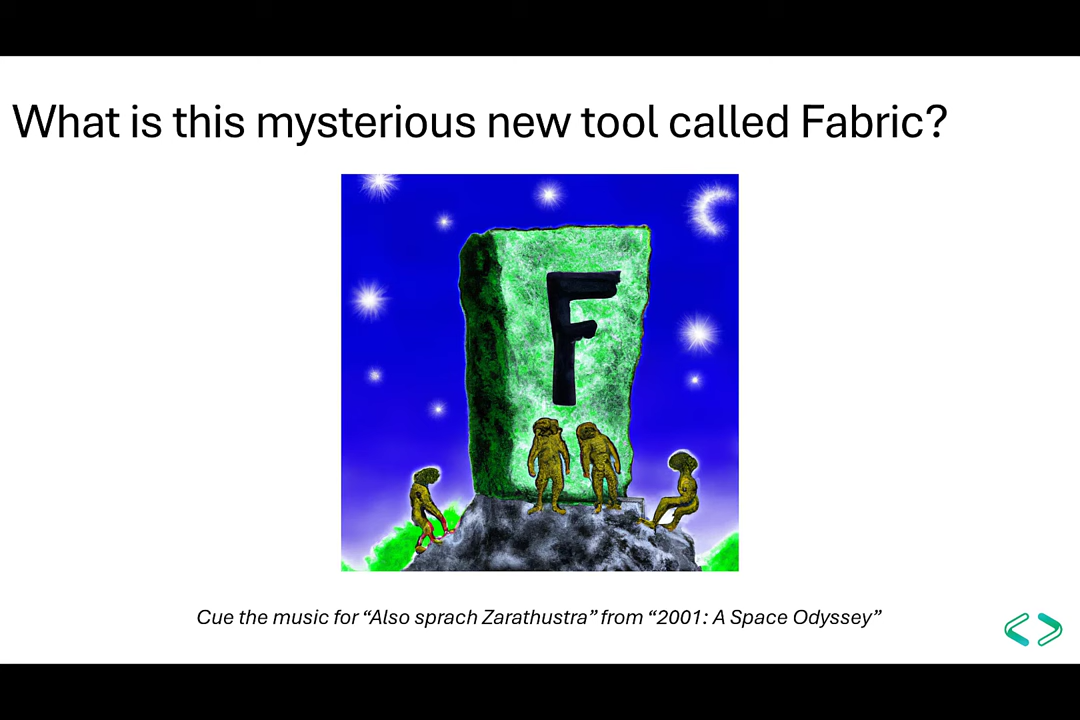 What is this mysterious new tool called Fabric?
F
Cue the music for “Also sprach Zarathustra” from “2001: A Space Odyssey”